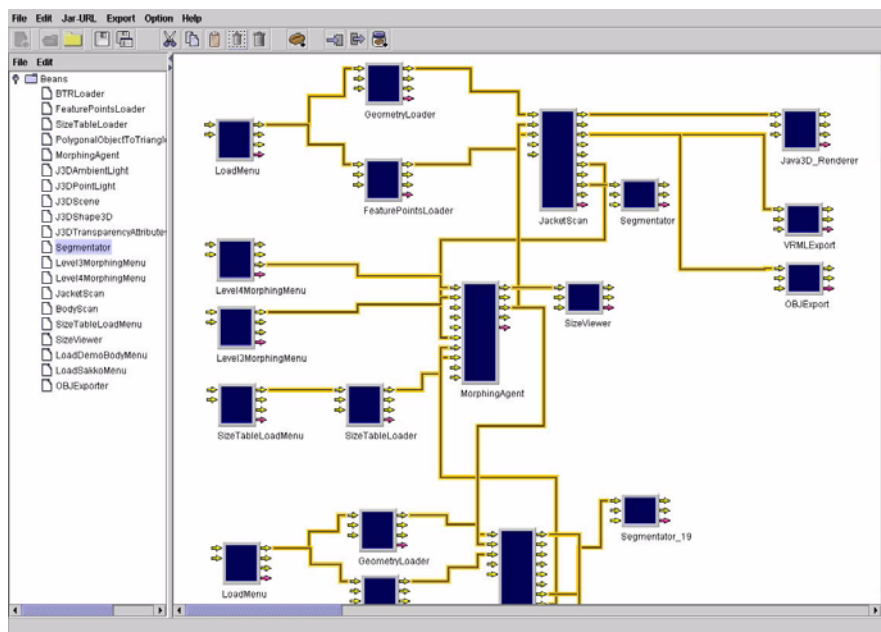 File Edit Jar-URL Export Option Help
File Edit
Beans
BTRLoader
FeaturePointsLoader
SizeTableLoader
PolygonalObjectToTriangle
MorphingAgent
J3DAmbientLight
J3DPointLight
J3DScene
J3DShape3D
J3DTransparencyAttribute
Segmentator
Level3MorphingMenu
Level4MorphingMenu
JacketScan
BodyScan
SizeTableLoadMenu
SizeViewer
LoadDemoBodyMenu
LoadSakkoMenu
OBJExporter
GeometryLoader
LoadMenu
Java3D_Renderer
FeaturePointsLoader
JacketScan
Segmentator
VRMLExport
Level4MorphingMenu
OBJExport
SizeViewer
Level3MorphingMenu
MorphingAgent
SizeTableLoadMenu
SizeTableLoader
Segmentator_19
GeometryLoader
LoadMenu